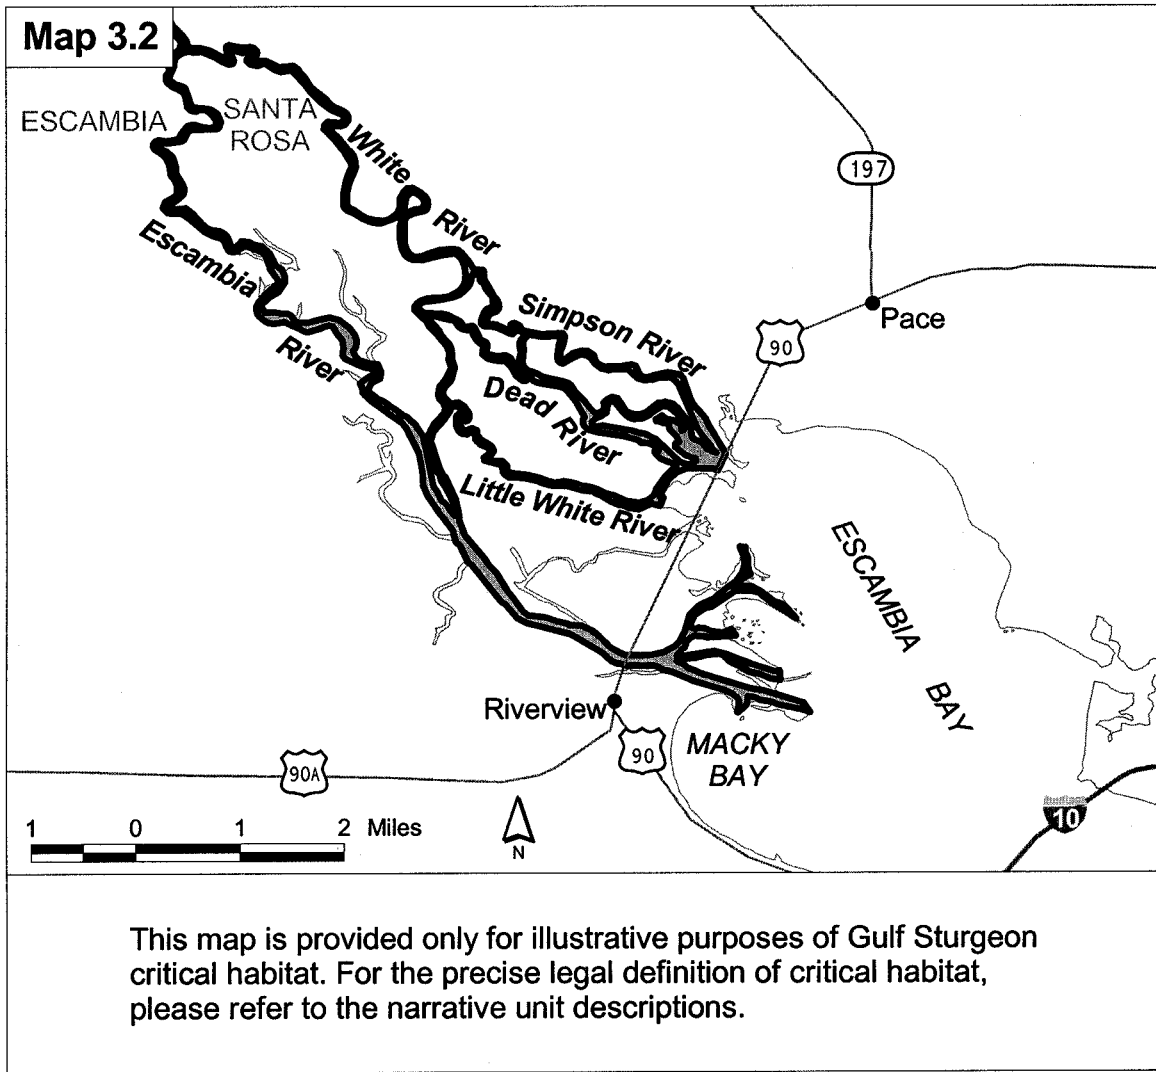 Map 3.2
ESCAMBIA
SANTA
ROSA
White
River
197
Escambia
River
Simpson River
Pace
90
Dead River
Little White River
ESCAMBIA
BAY
Riverview
90
MACKY
BAY
90A
10
1 0 1 2 Miles
N
This map is provided only for illustrative purposes of Gulf Sturgeon
critical habitat. For the precise legal definition of critical habitat,
please refer to the narrative unit descriptions.